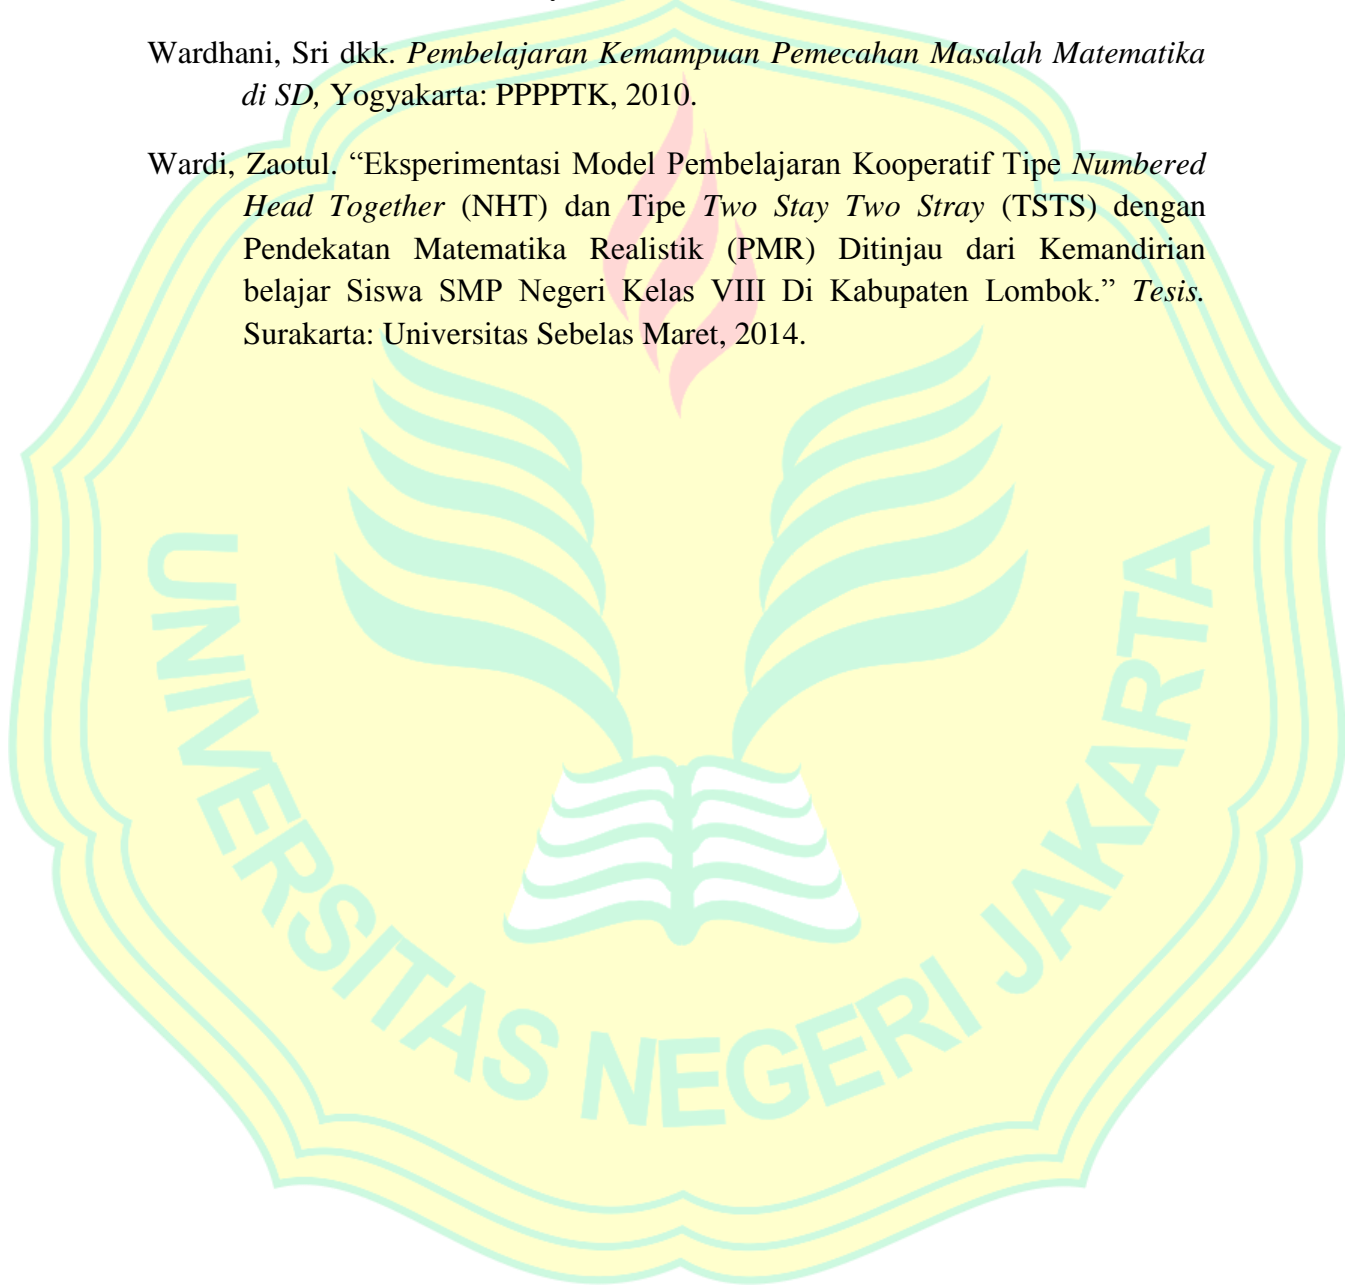 Wardhani, Sri dkk. Pembelajaran Kemampuan Pemecahan Masalah Matematika
di SD, Yogyakarta: PPPPTK, 2010.
Wardi, Zaotul. “Eksperimentasi Model Pembelajaran Kooperatif Tipe Numbered
Head Together (NHT) dan Tipe Two Stay Two Stray (TSTS) dengan
Pendekatan Matematika Realistik (PMR) Ditinjau dari Kemandirian
belajar Siswa SMP Negeri Kelas VIII Di Kabupaten Lombok.” Tesis.
Surakarta: Universitas Sebelas Maret, 2014.
UNIVERSITAS NEGERI JAKARTA